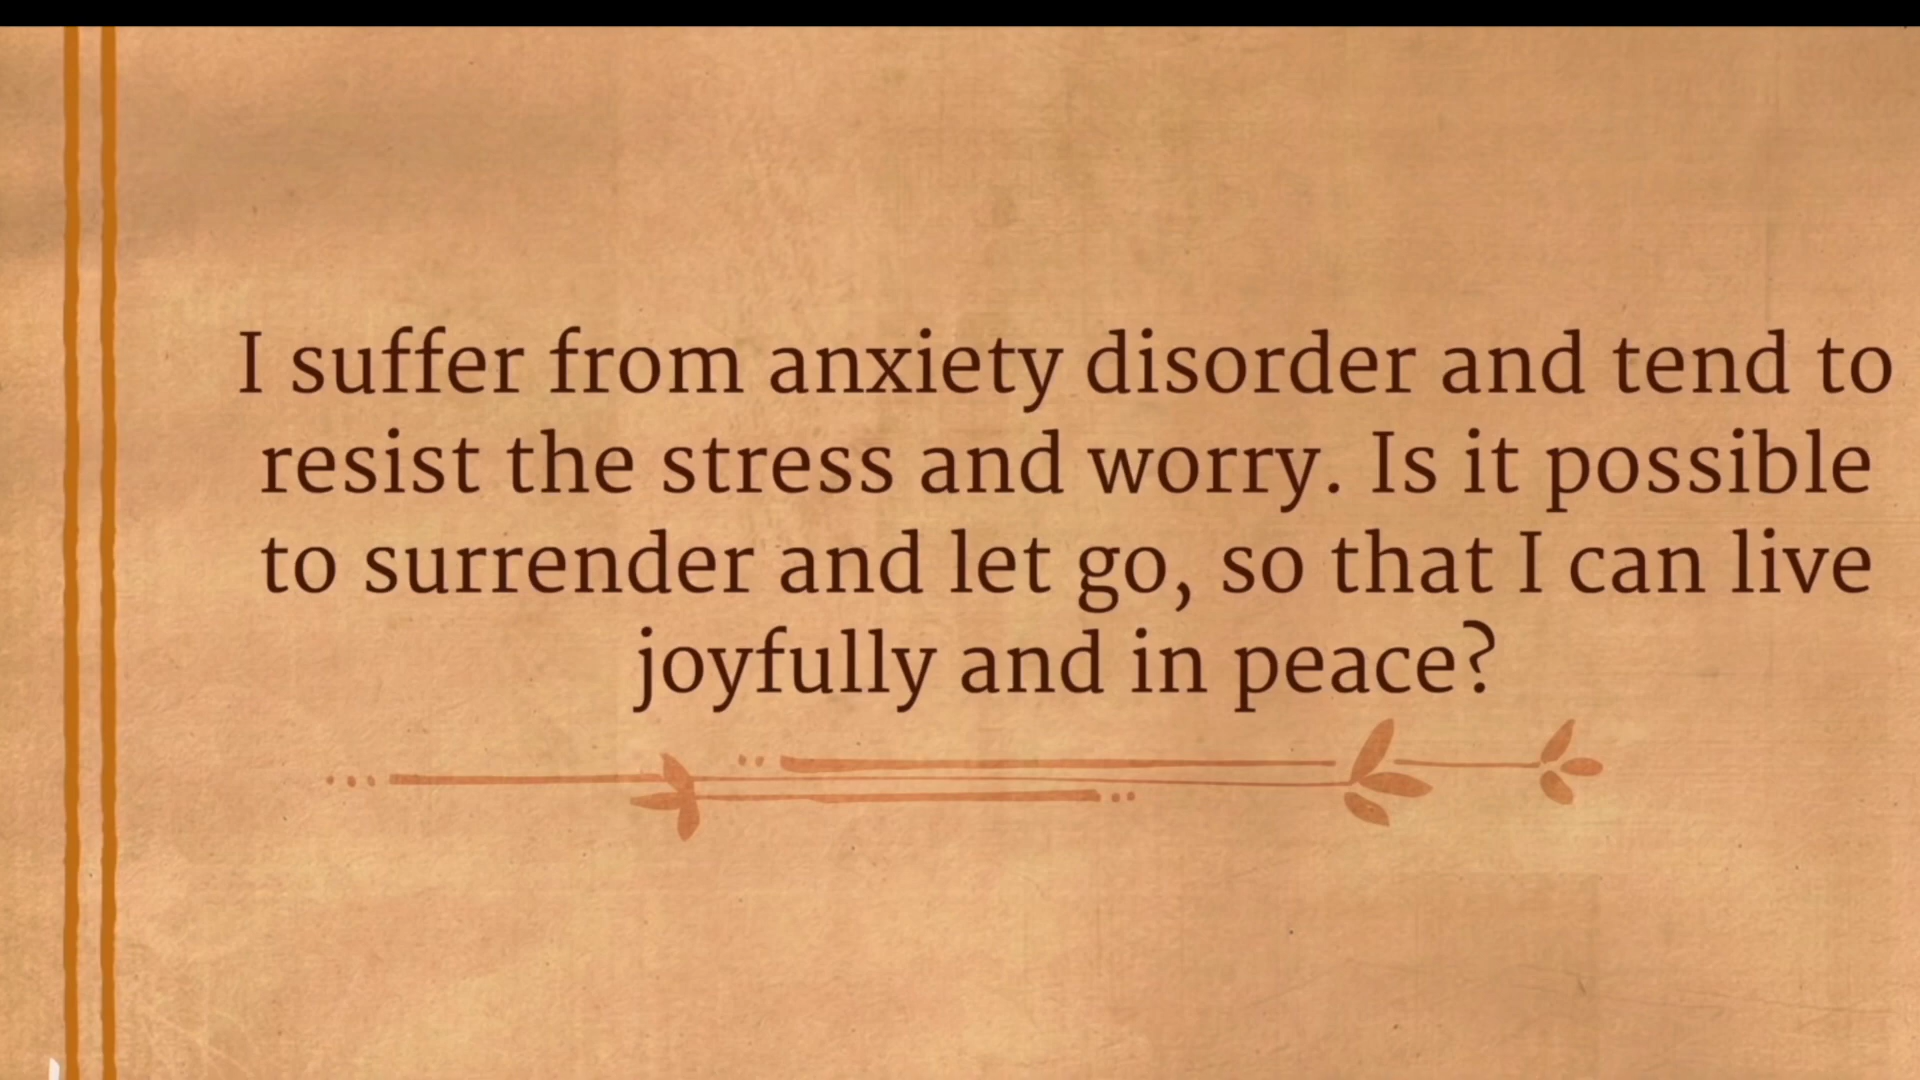 I suffer from anxiety disorder and tend to
resist the stress and worry. Is it possible
to surrender and let go, so that I can live
joyfully and in peace?